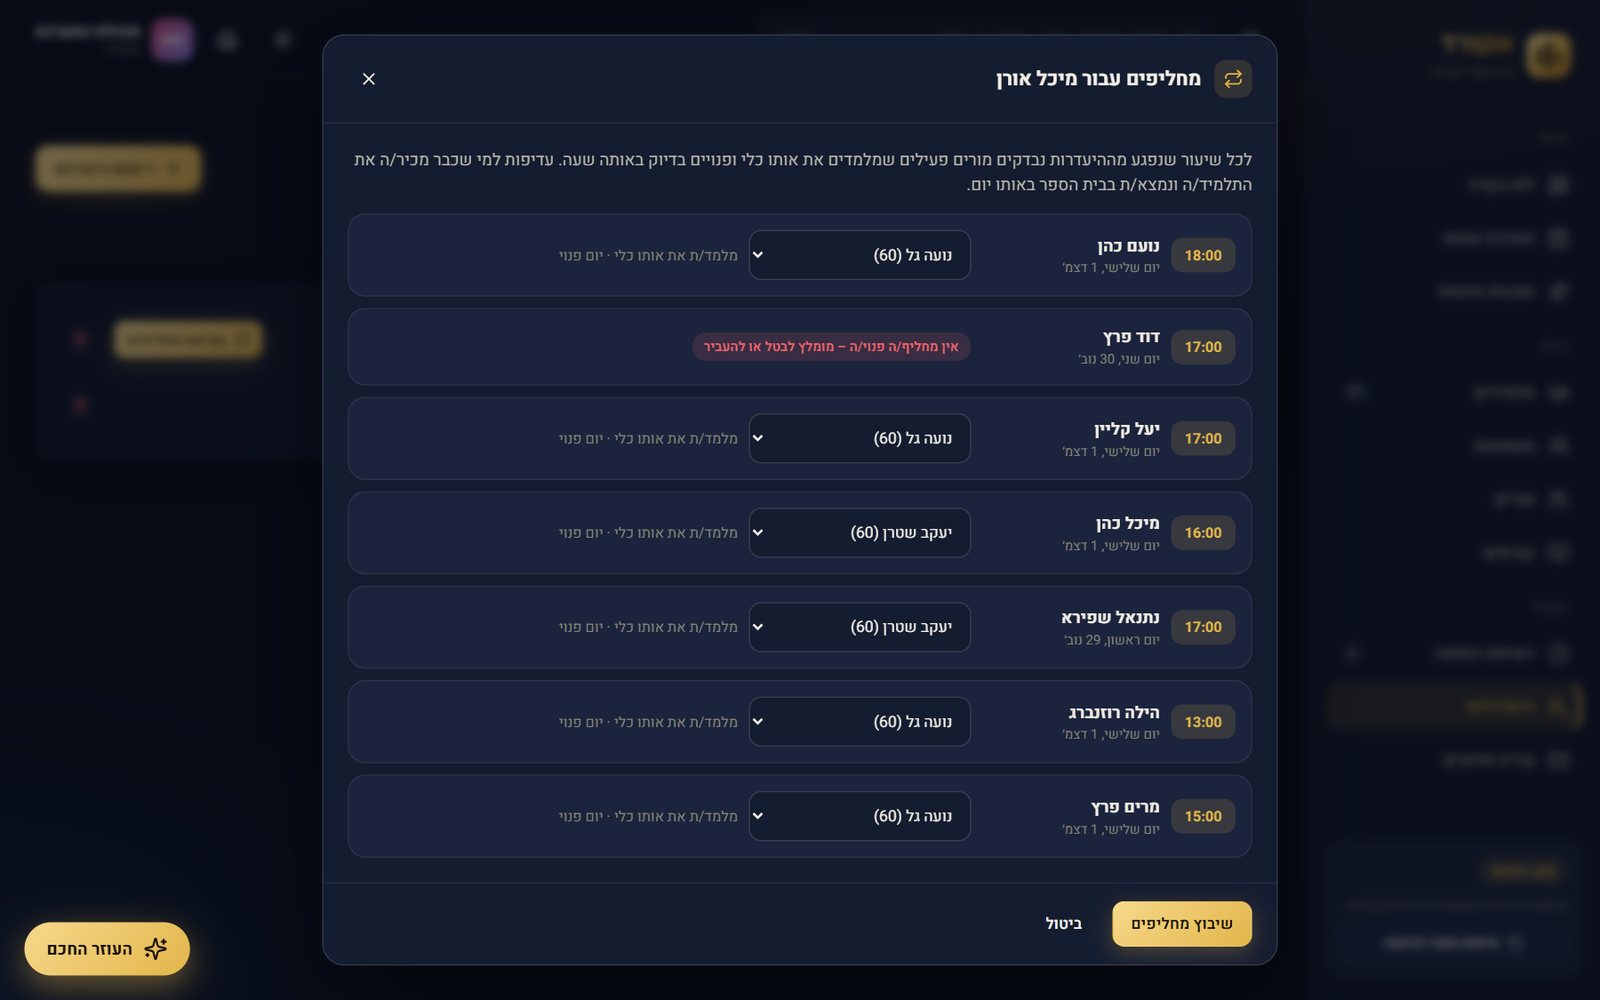 מחליפים עבור מיכל אורן
לכל שיעור שנפגע מההיעדרות נבדקים מורים פעילים שמלמדים את אותו כלי ופנויים בדיוק באותה שעה. עדיפות למי שכבר מכיר/ה את
התלמיד/ה ונמצא/ת בבית הספר באותו יום.
18:00
נועם כהן
יום שלישי, 1 דצמ׳
נועה גל (60)
מלמד/ת את אותו כלי · יום פנוי
17:00
דוד פרץ
יום שני, 30 נוב׳
אין מחליף/ה פנוי/ה – מומלץ לבטל או להעביר
17:00
יעל קליין
יום שלישי, 1 דצמ׳
נועה גל (60)
מלמד/ת את אותו כלי · יום פנוי
16:00
מיכל כהן
יום שלישי, 1 דצמ׳
יעקב שטרן (60)
מלמד/ת את אותו כלי · יום פנוי
17:00
נתנאל שפירא
יום ראשון, 29 נוב׳
יעקב שטרן (60)
מלמד/ת את אותו כלי · יום פנוי
13:00
הילה רוזנברג
יום שלישי, 1 דצמ׳
נועה גל (60)
מלמד/ת את אותו כלי · יום פנוי
15:00
מרים פרץ
יום שלישי, 1 דצמ׳
נועה גל (60)
מלמד/ת את אותו כלי · יום פנוי
שיבוץ מחליפים
ביטול
העוזר החכם